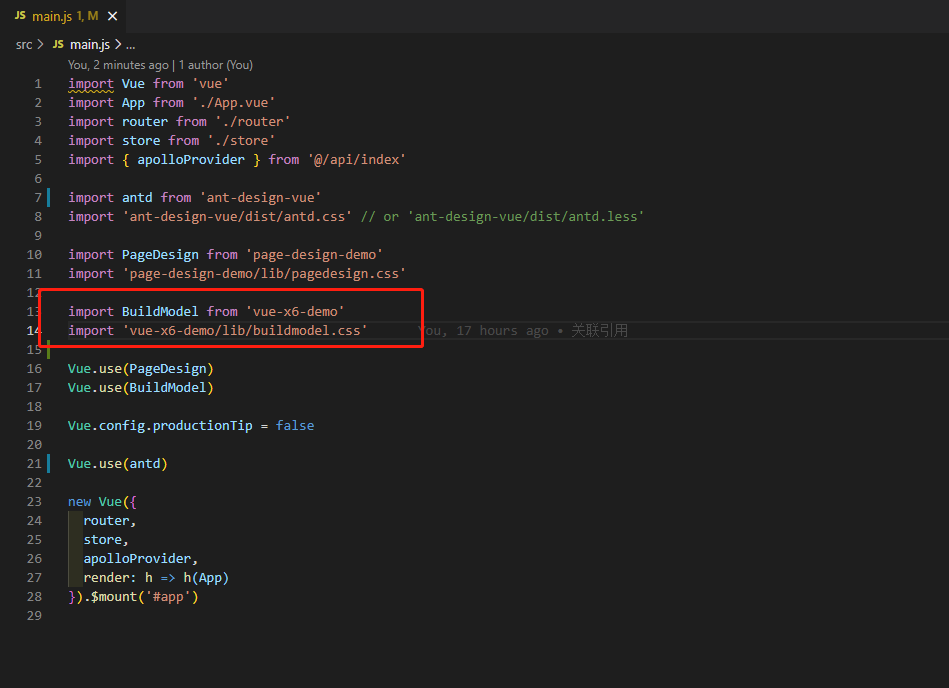 JS main.js 1, M ×
src > JS main.js > ...
You, 2 minutes ago | 1 author (You)
1 import Vue from 'vue'
2 import App from './App.vue'
3 import router from './router'
4 import store from './store'
5 import { apolloProvider } from '@/api/index'
6
7 import antd from 'ant-design-vue'
8 import 'ant-design-vue/dist/antd.css' // or 'ant-design-vue/dist/antd.less'
9
10 import PageDesign from 'page-design-demo'
11 import 'page-design-demo/lib/pagedesign.css'
12
13 import BuildModel from 'vue-x6-demo'
14 import 'vue-x6-demo/lib/buildmodel.css' You, 17 hours ago • 关联引用
15
16 Vue.use(PageDesign)
17 Vue.use(BuildModel)
18
19 Vue.config.productionTip = false
20
21 Vue.use(antd)
22
23 new Vue({
24 router,
25 store,
26 apolloProvider,
27 render: h => h(App)
28 }).$mount('#app')
29